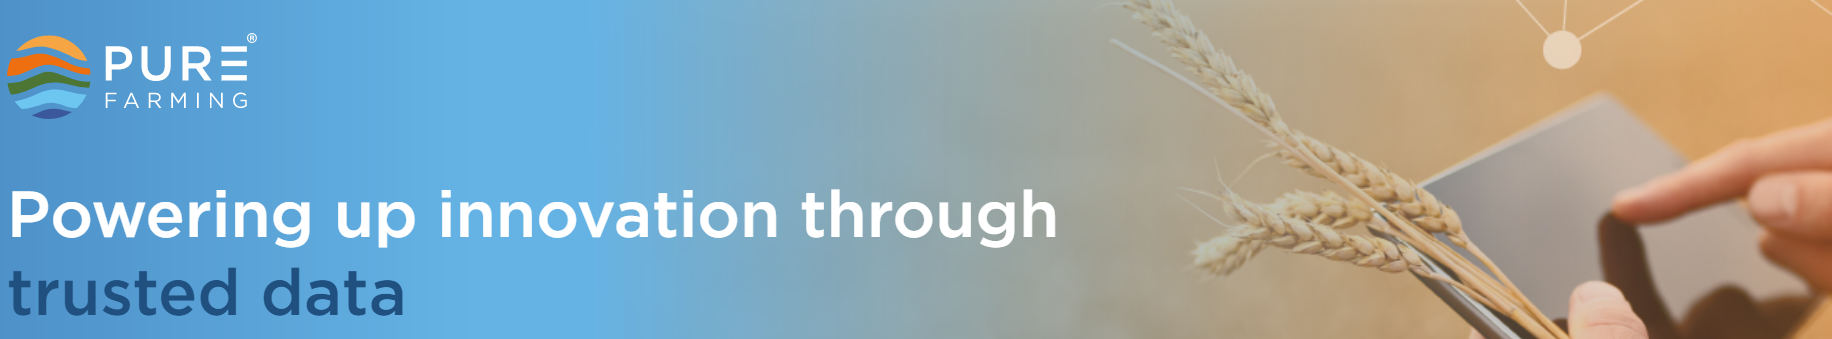 PURE®
FARMING
Powering up innovation through
trusted data